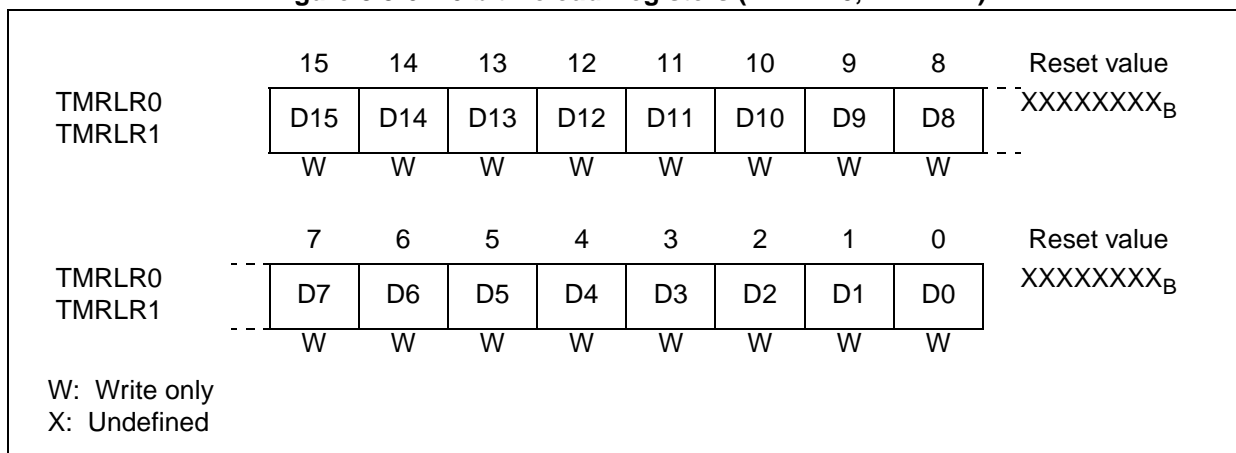 15 14 13 12 11 10 9 8 Reset value
TMRLR0
TMRLR1
D15 D14 D13 D12 D11 D10 D9 D8 XXXXXXXXB
W W W W W W W W
7 6 5 4 3 2 1 0 Reset value
TMRLR0
TMRLR1
D7 D6 D5 D4 D3 D2 D1 D0 XXXXXXXXB
W W W W W W W W
W: Write only
X: Undefined